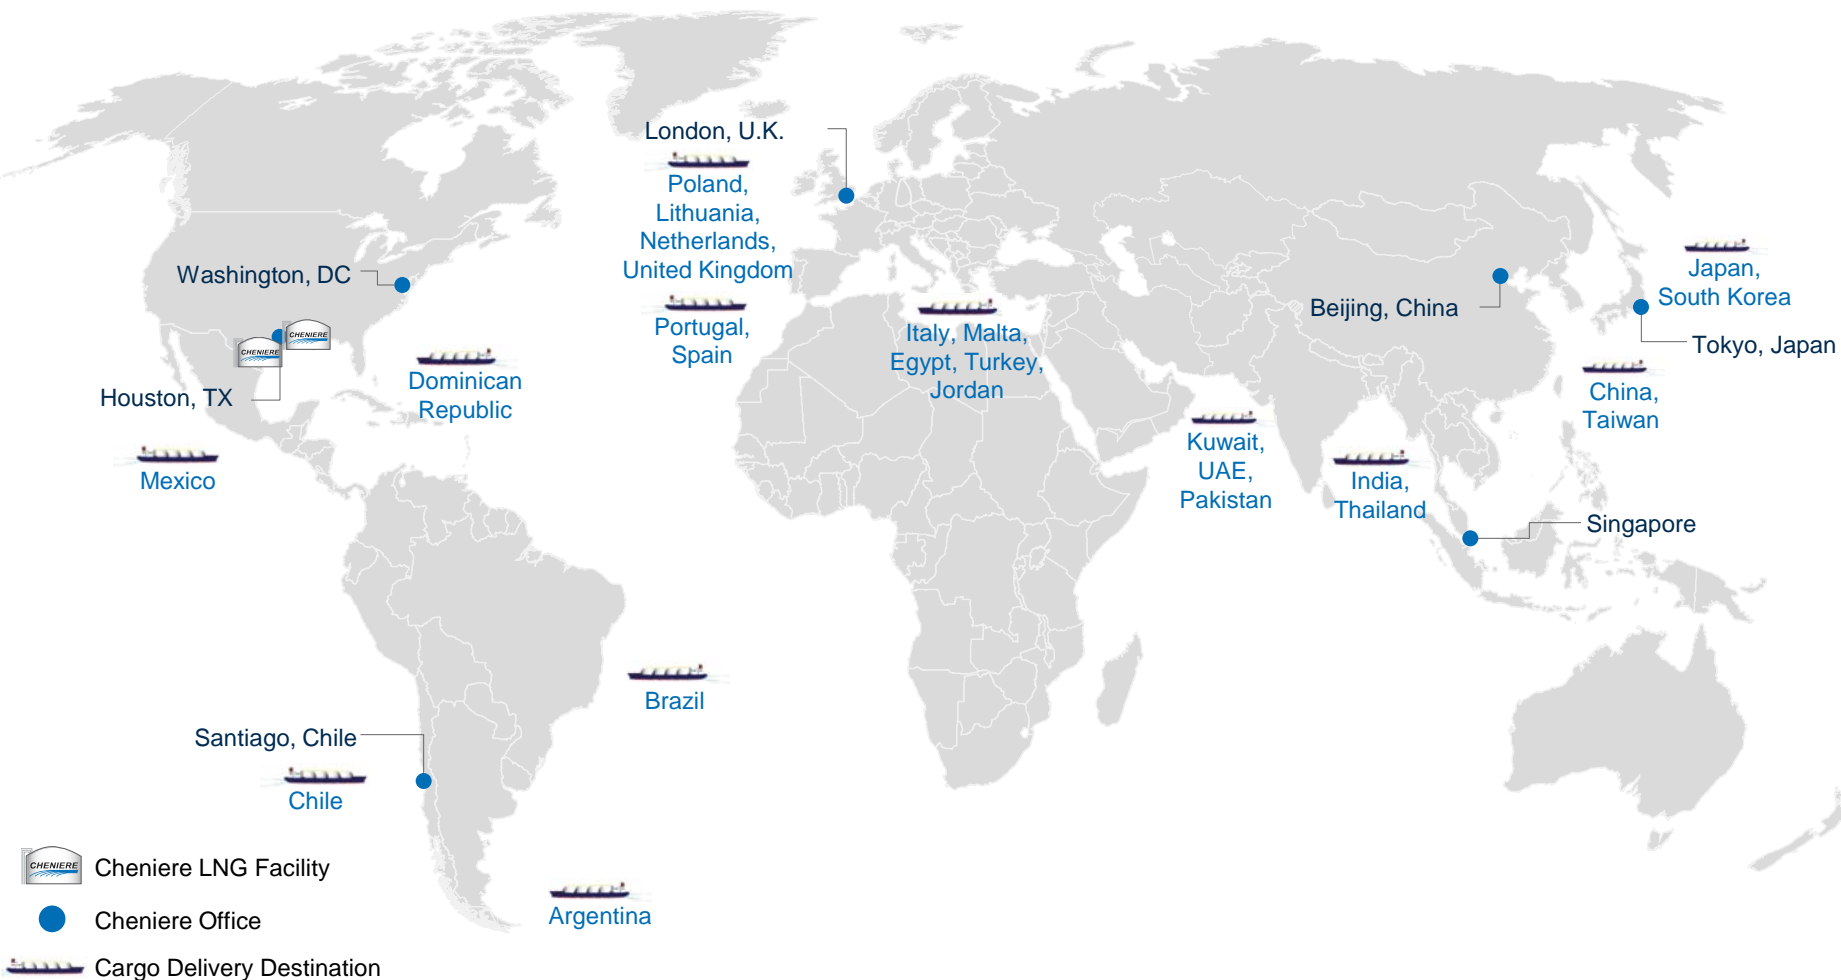 London, U.K.
Poland,
Lithuania,
Netherlands,
United Kingdom
Washington, DC
Portugal,
Spain
Italy, Malta,
Egypt, Turkey,
Jordan
Beijing, China
Japan,
South Korea
Tokyo, Japan
CHENIERE
CHENIERE
Houston, TX
Dominican
Republic
China,
Taiwan
Mexico
Kuwait,
UAE,
Pakistan
India,
Thailand
Singapore
Brazil
Santiago, Chile
Chile
Argentina
CHENIERE
Cheniere LNG Facility
Cheniere Office
Cargo Delivery Destination